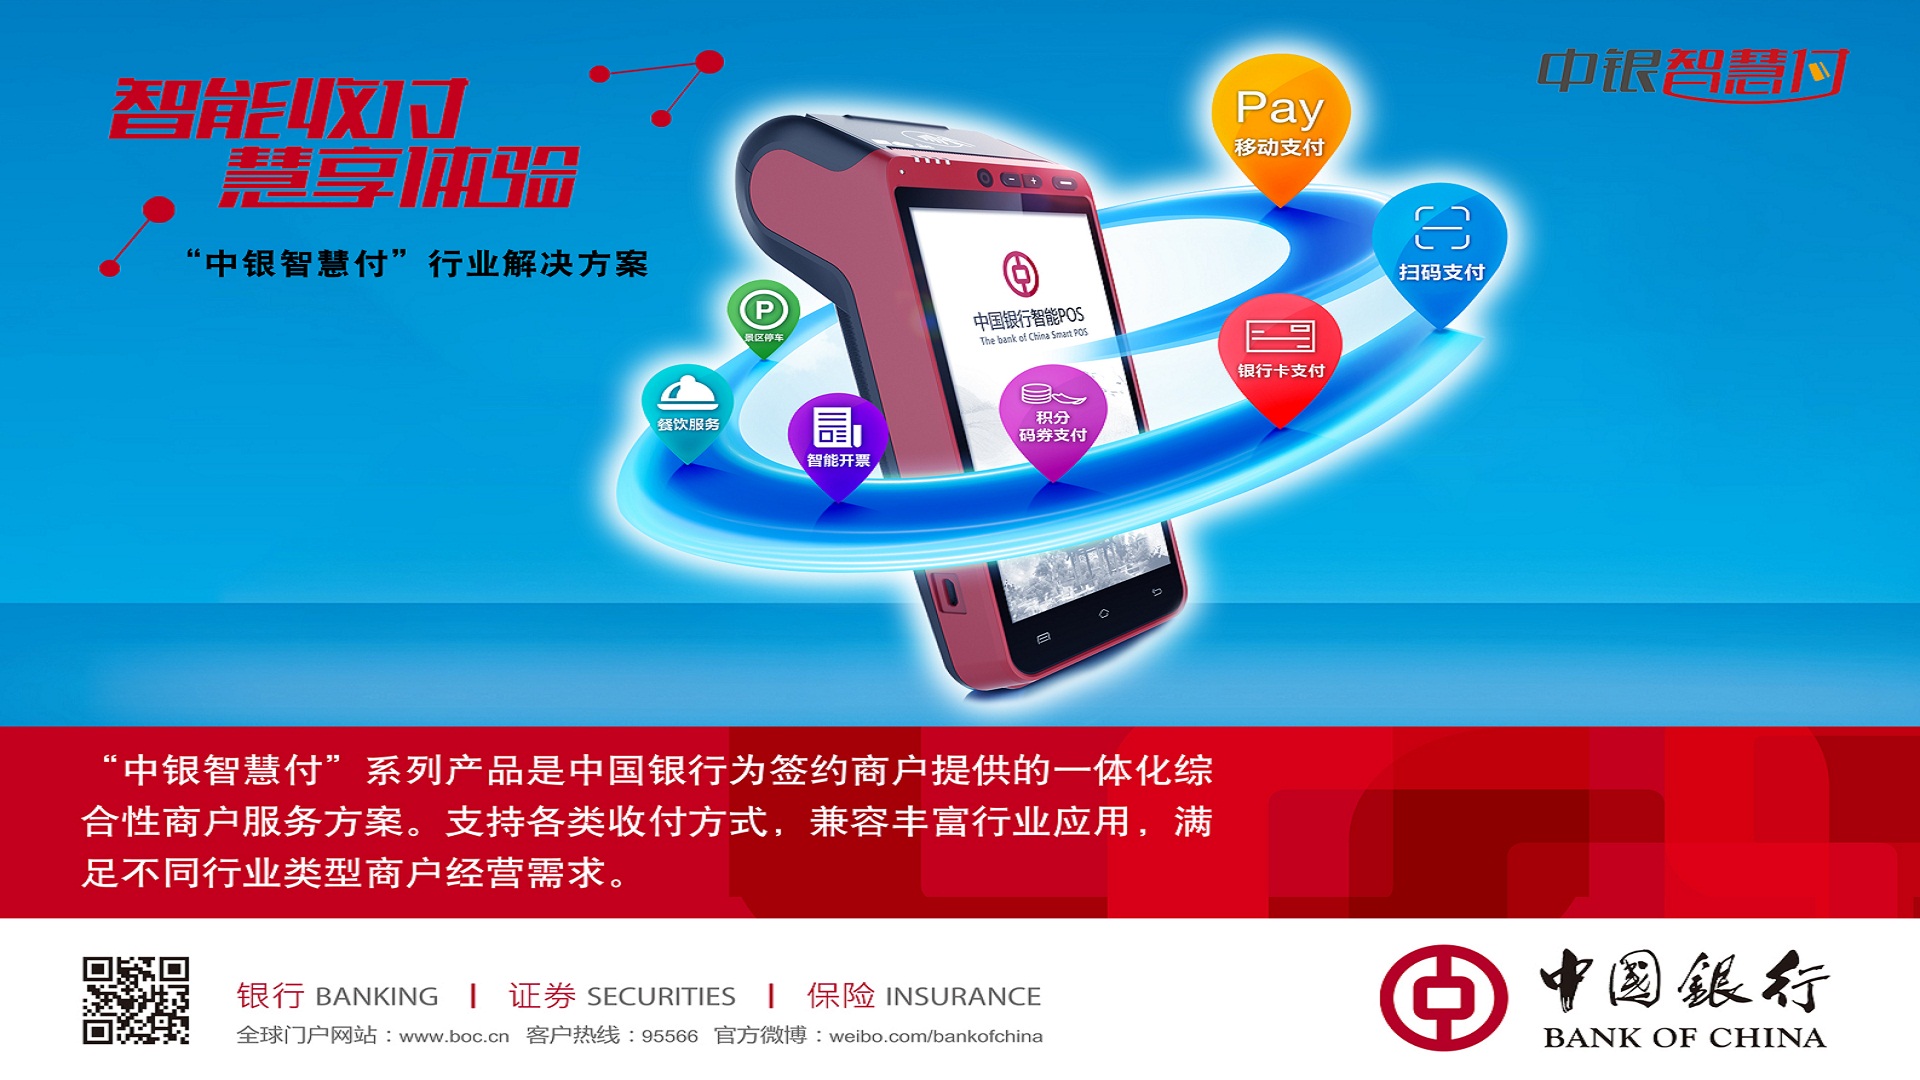 智能收付
慧享体验
“中银智慧付”行业解决方案
中银智慧付
Pay
移动支付
扫码支付
银行卡支付
积分
码券支付
智能开票
餐饮服务
P
景区停车
中国银行智能POS
The bank of China Smart POS
“中银智慧付”系列产品是中国银行为签约商户提供的一体化综
合性商户服务方案。支持各类收付方式，兼容丰富行业应用，满
足不同行业类型商户经营需求。
银行 BANKING | 证券 SECURITIES | 保险 INSURANCE
全球门户网站：www.boc.cn 客户热线：95566 官方微博：weibo.com/bankofchina
中國銀行
BANK OF CHINA